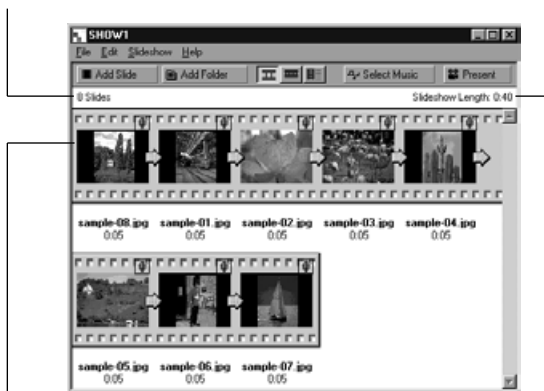 SHOW1
File Edit Slideshow Help
Add Slide Add Folder Select Music Present
8 Slides Slideshow Length: 0:40
sample-08.jpg sample-01.jpg sample-02.jpg sample-03.jpg sample-04.jpg
0:05 0:05 0:05 0:05 0:05
sample-05.jpg sample-06.jpg sample-07.jpg
0:05 0:05 0:05